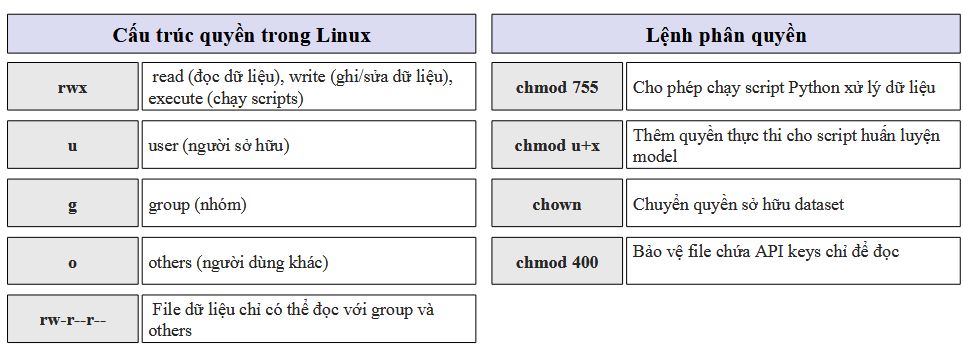 Cấu trúc quyền trong Linux
rwx
read (đọc dữ liệu), write (ghi/sửa dữ liệu),
execute (chạy scripts)
u
user (người sở hữu)
g
group (nhóm)
o
others (người dùng khác)
rw-r--r--
File dữ liệu chỉ có thể đọc với group và
others
Lệnh phân quyền
chmod 755
Cho phép chạy script Python xử lý dữ liệu
chmod u+x
Thêm quyền thực thi cho script huấn luyện
model
chown
Chuyển quyền sở hữu dataset
chmod 400
Bảo vệ file chứa API keys chỉ để đọc